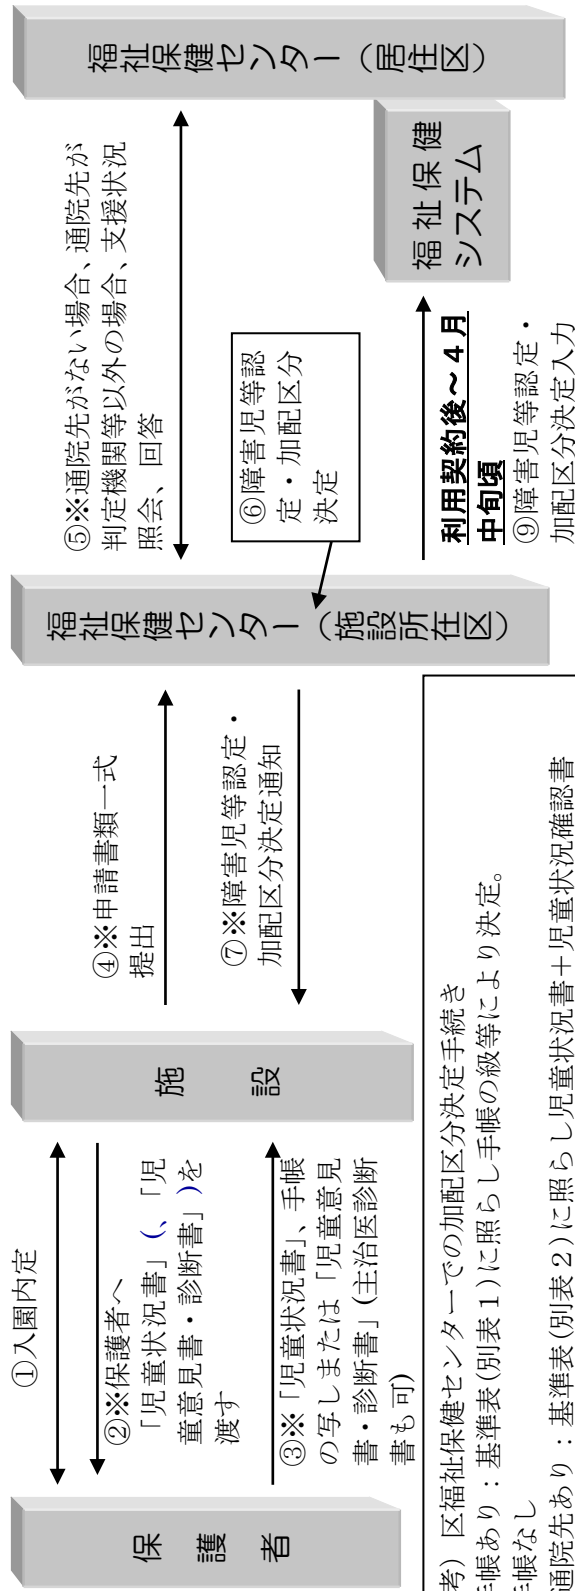 保護者
①入園内定
②※保護者へ
「児童状況書」(、「児
童意見書・診断書」)を
渡す
③※「児童状況書」、手帳
の写しまたは「児童意見
書・診断書」(主治医診断
書も可)
施設
④※申請書類一式
提出
⑦※障害児等認定・
加配区分決定通知
福祉保健センター（施設所在区）
⑤※通院先がない場合、通院先が
判定機関等以外の場合、支援状況
照会、回答
⑥障害児等認
定・加配区分
決定
利用契約後～４月
中旬頃
⑨障害児等認定・
加配区分決定入力
福祉保健
システム
福祉保健センター（居住区）
考）区福祉保健センターでの加配区分決定手続き
手帳あり：基準表(別表１)に照らし手帳の級等により決定。
手帳なし
通院先あり：基準表(別表２)に照らし児童状況書＋児童状況確認書